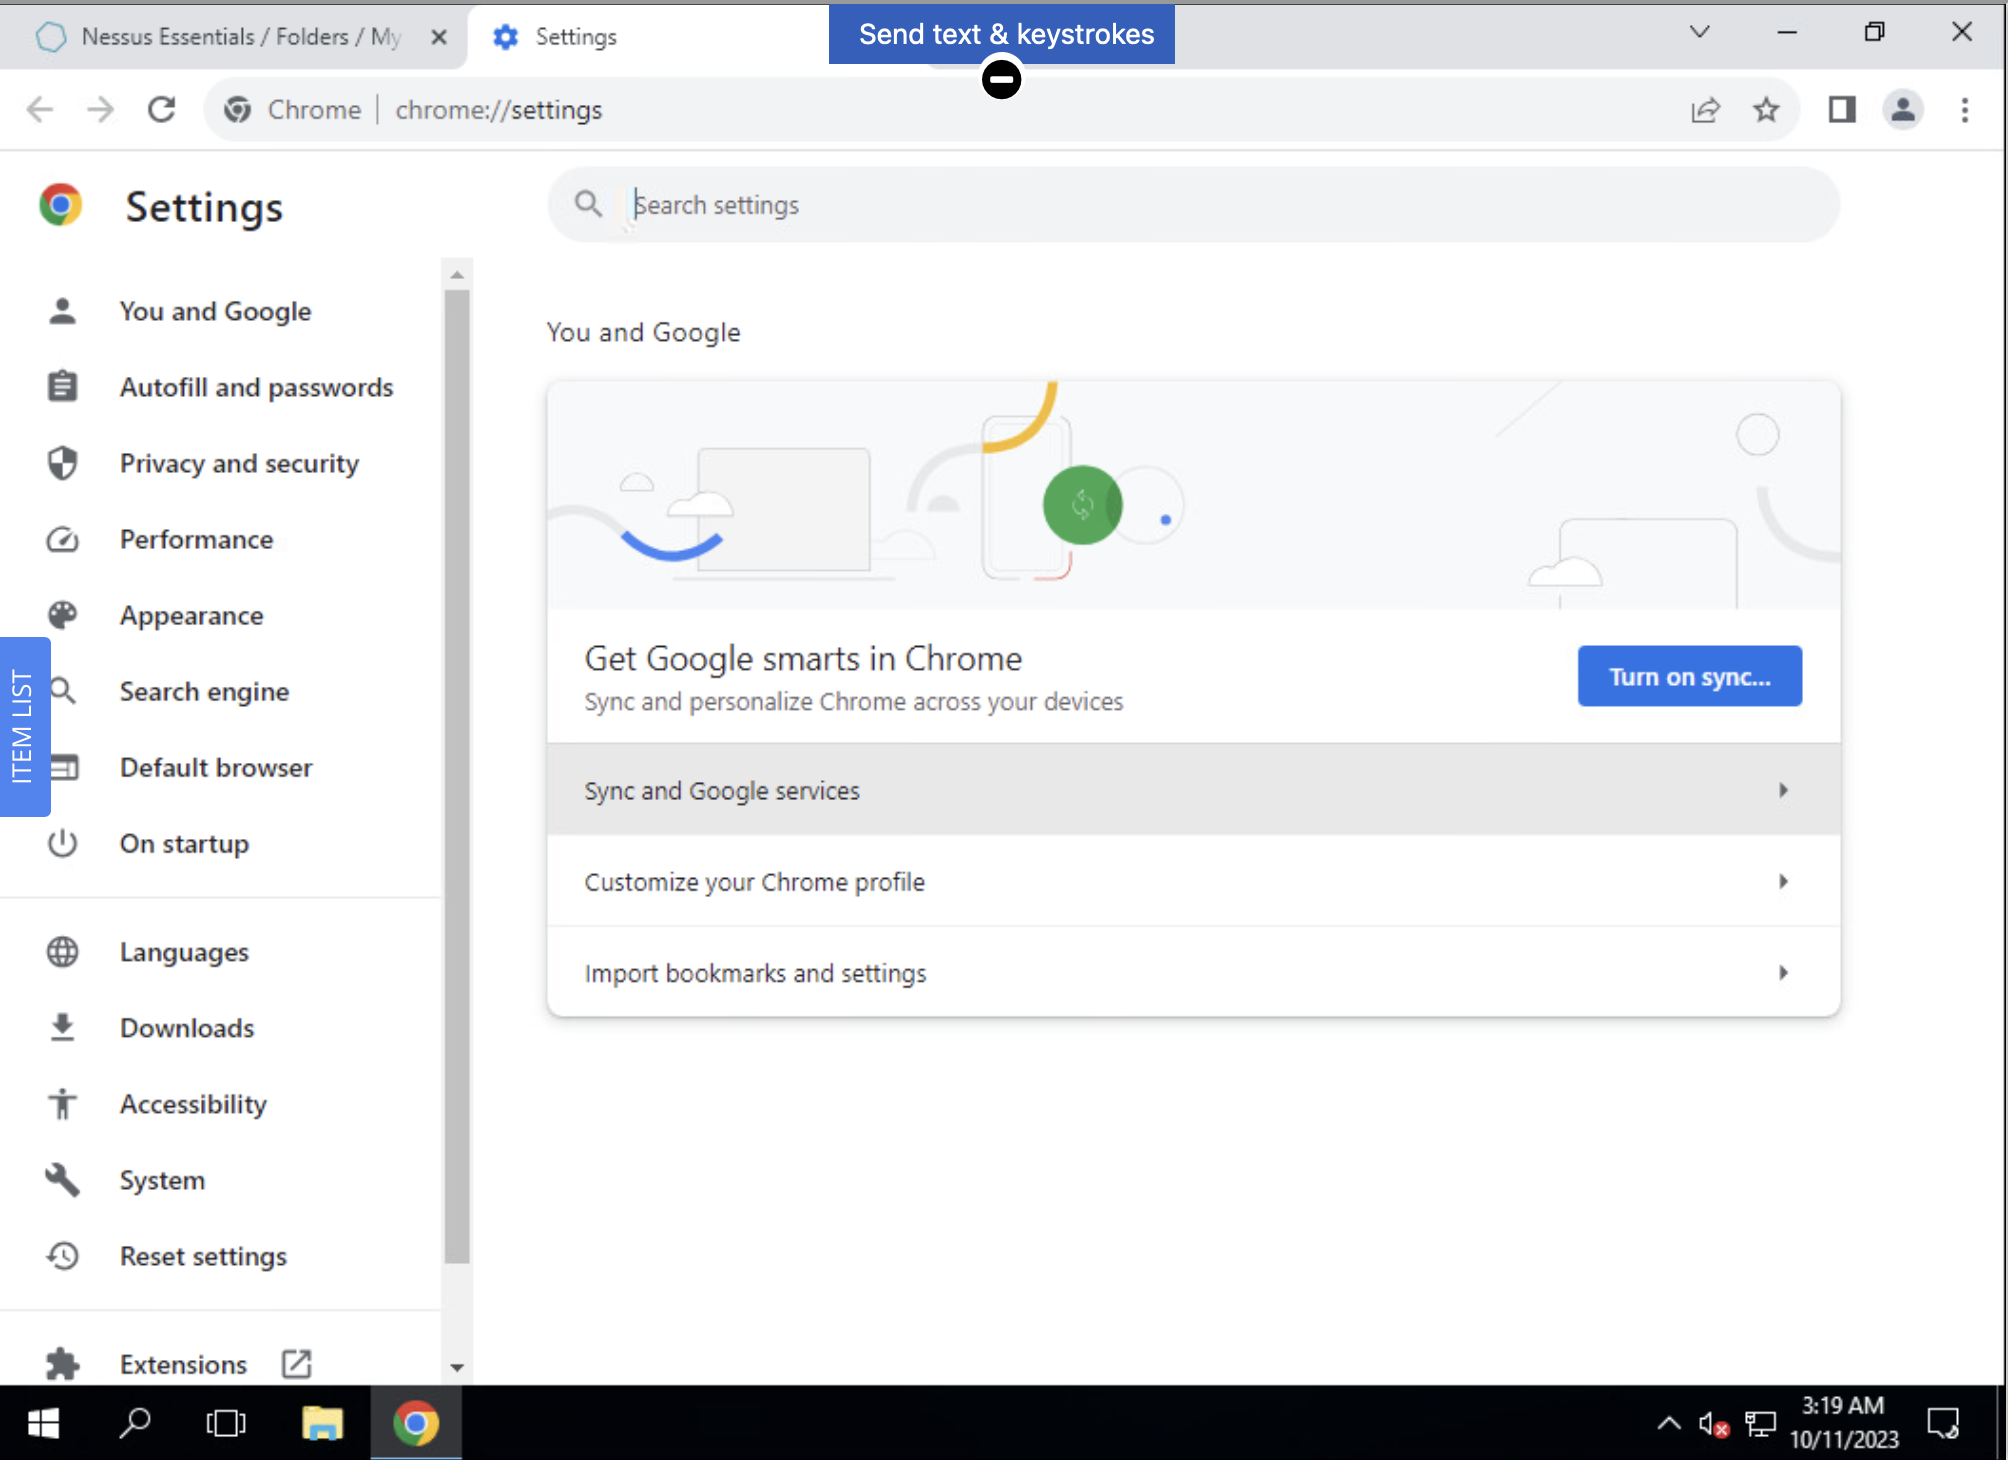 Nessus Essentials / Folders / My
Settings
Send text & keystrokes
Chrome
chrome://settings
Settings
Search settings
You and Google
Autofill and passwords
Privacy and security
Performance
Appearance
Search engine
Default browser
On startup
Languages
Downloads
Accessibility
System
Reset settings
Extensions
ITEM LIST
You and Google
Get Google smarts in Chrome
Sync and personalize Chrome across your devices
Turn on sync...
Sync and Google services
Customize your Chrome profile
Import bookmarks and settings
3:19 AM
10/11/2023